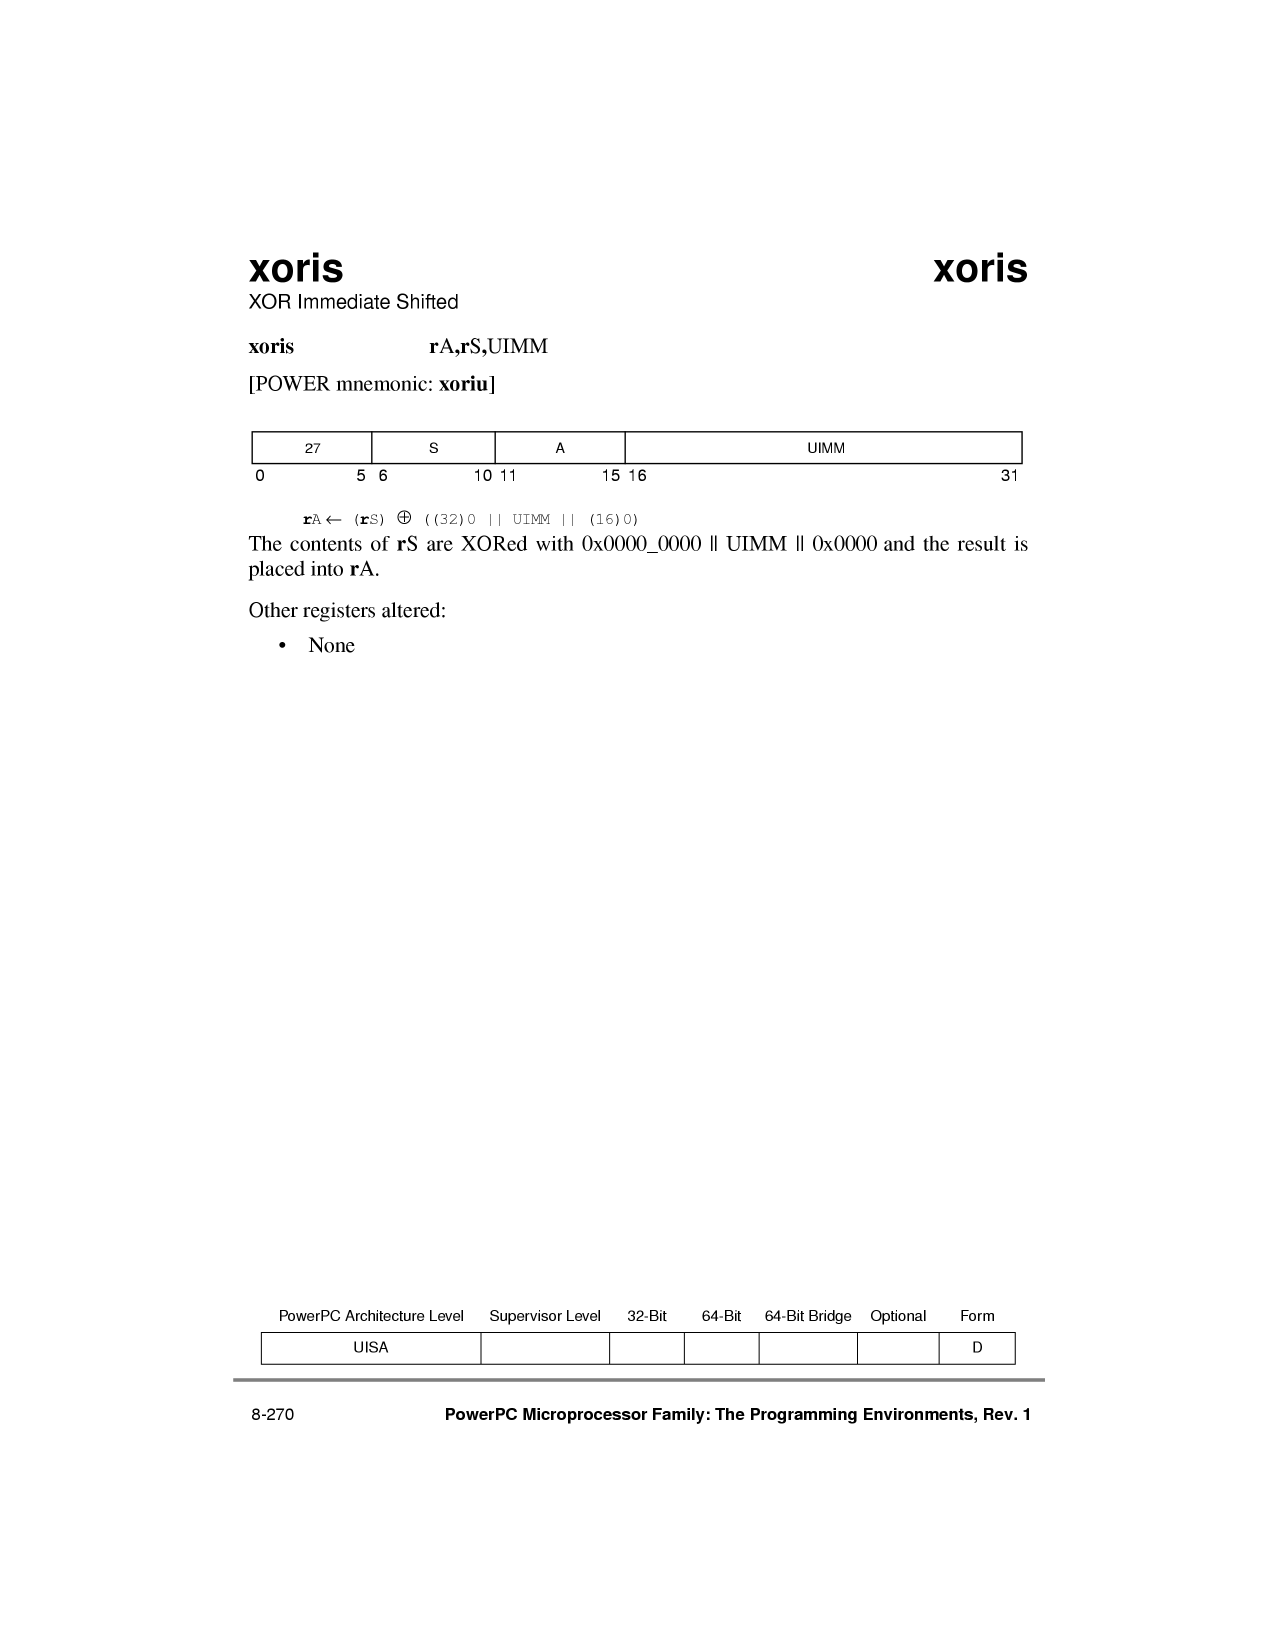 xoris xoris
XOR Immediate Shifted
xoris rA,rS,UIMM
[POWER mnemonic: xoriu]
27 S A UIMM
0 5 6 10 11 15 16 31
rA ← (rS) ⊕ ((32)0 || UIMM || (16)0)
The contents of rS are XORed with 0x0000_0000 || UIMM || 0x0000 and the result is
placed into rA.
Other registers altered:
• None
PowerPC Architecture Level Supervisor Level 32-Bit 64-Bit 64-Bit Bridge Optional Form
UISA D
8-270 PowerPC Microprocessor Family: The Programming Environments, Rev. 1